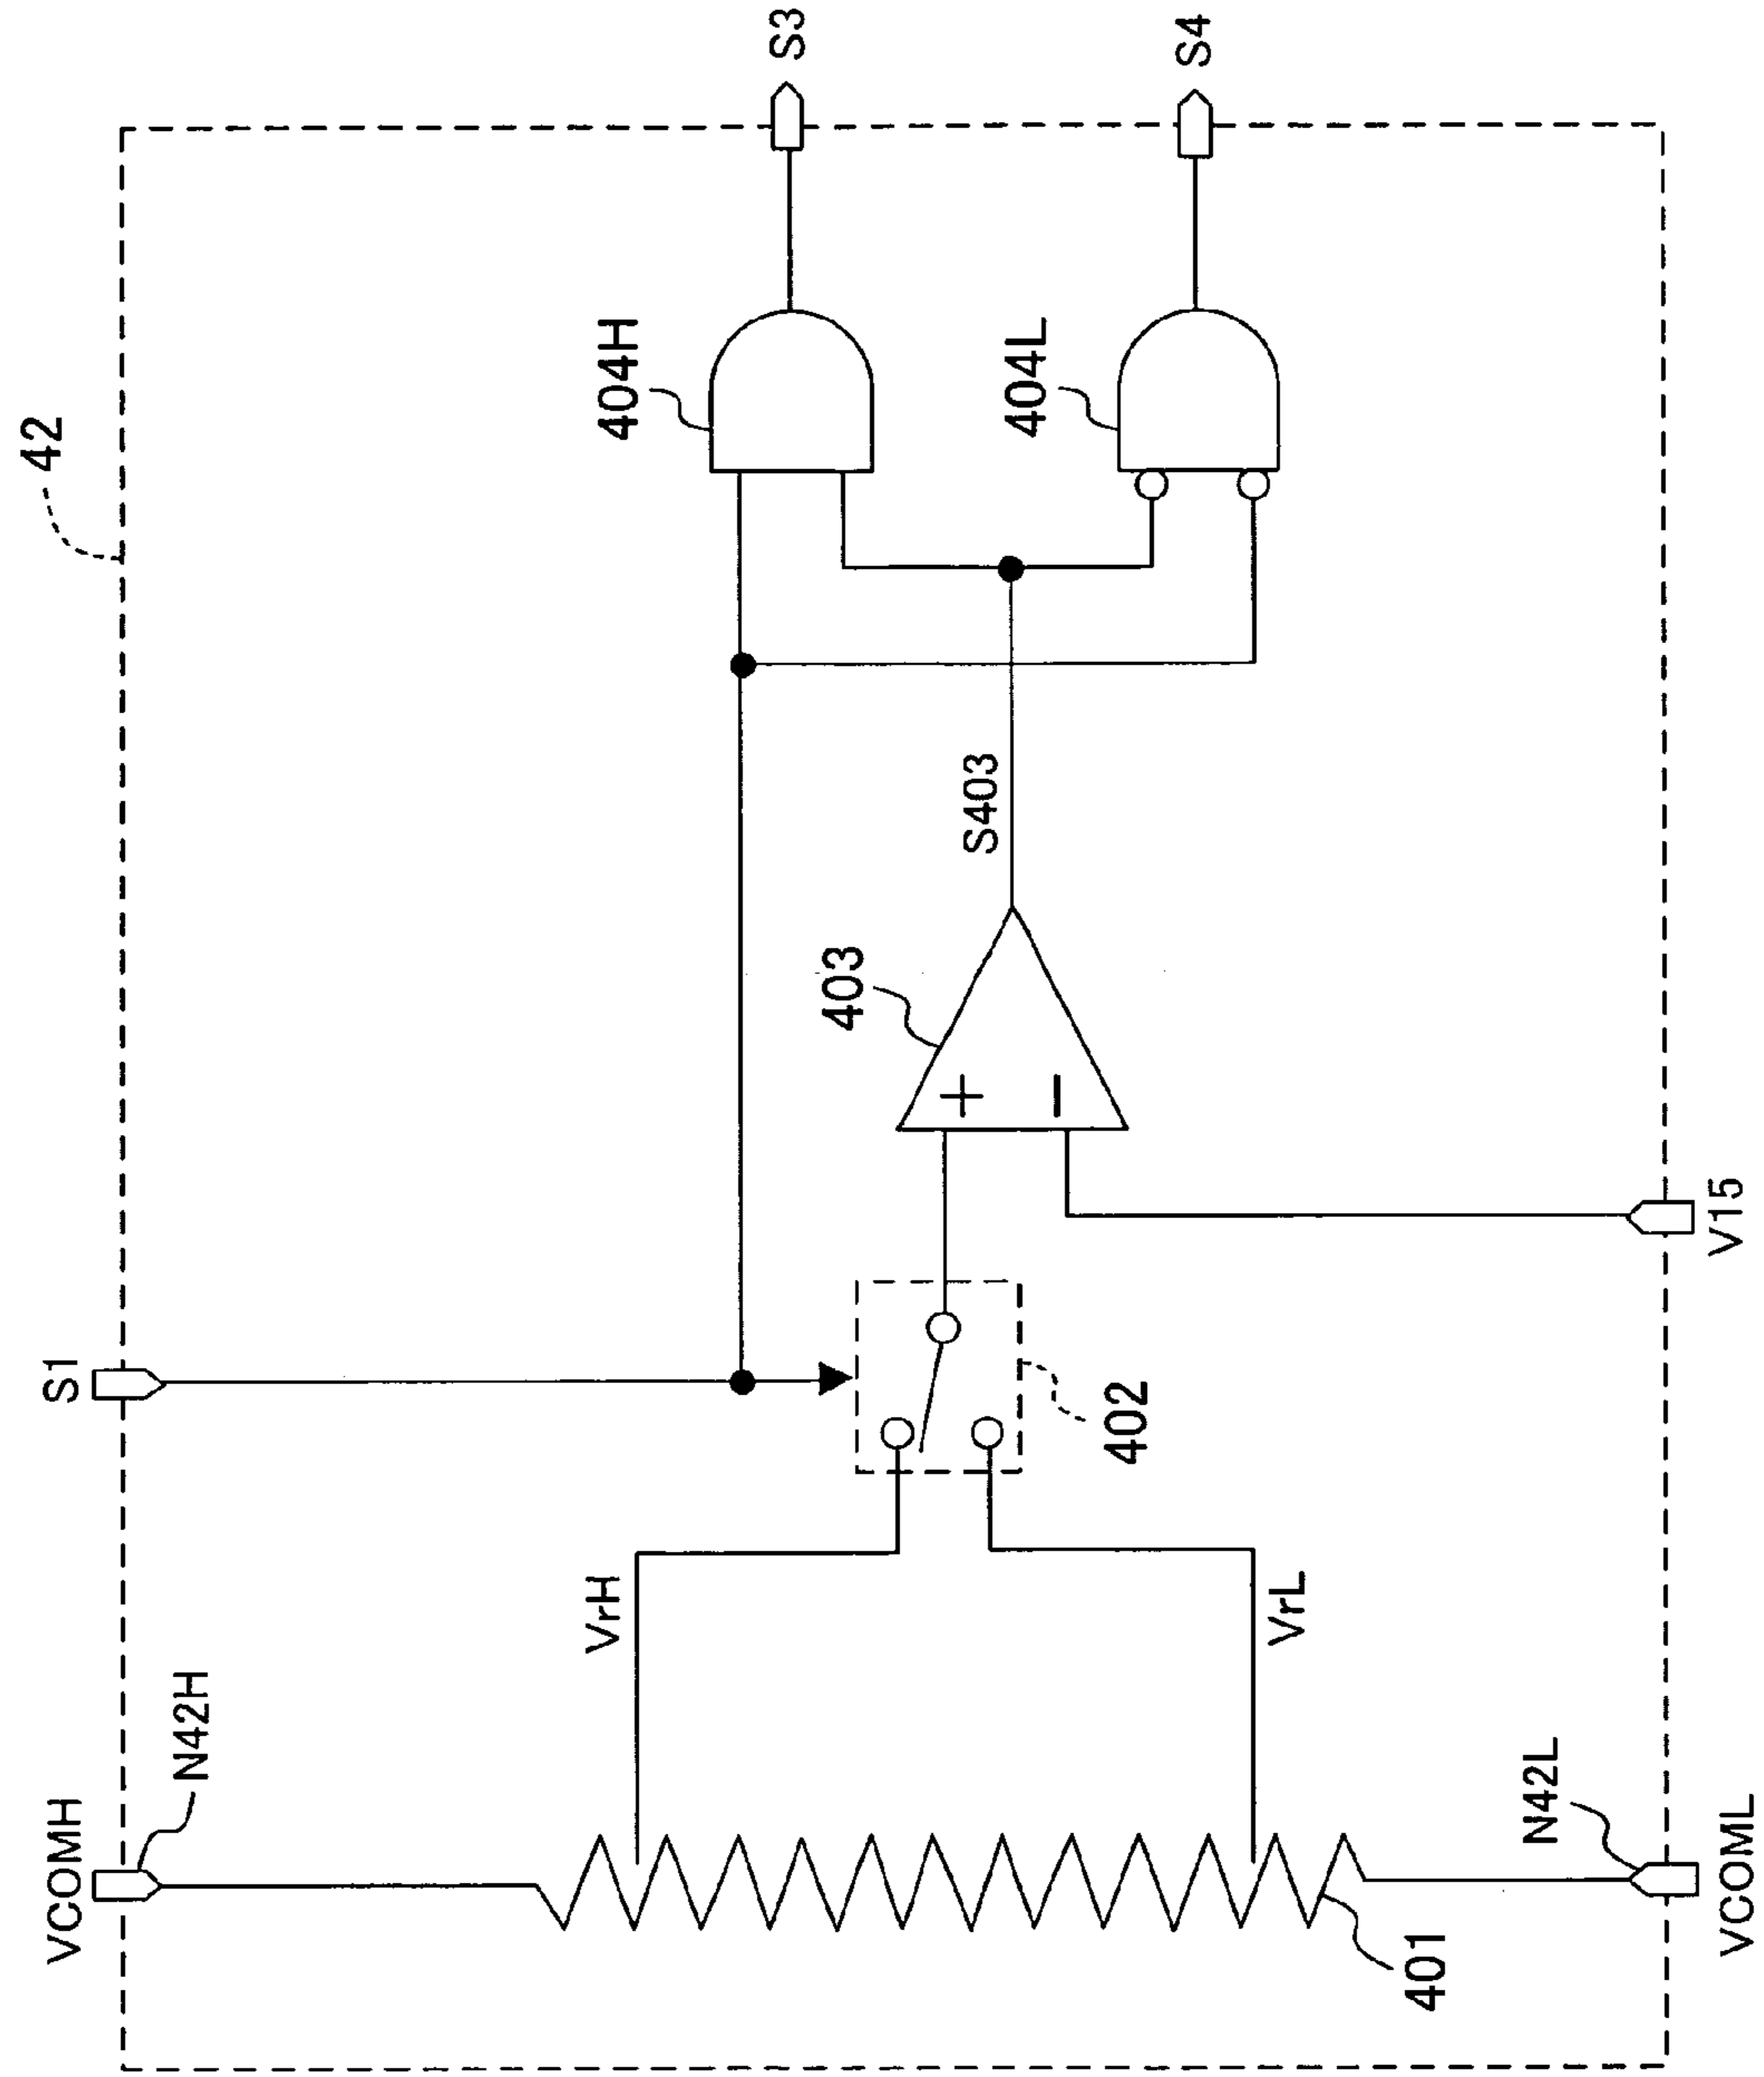 42
VCOMH
N42H
S1
VrH
VrL
401
402
403
+
−
S403
404H
404L
S3
S4
N42L
VCOML
V15